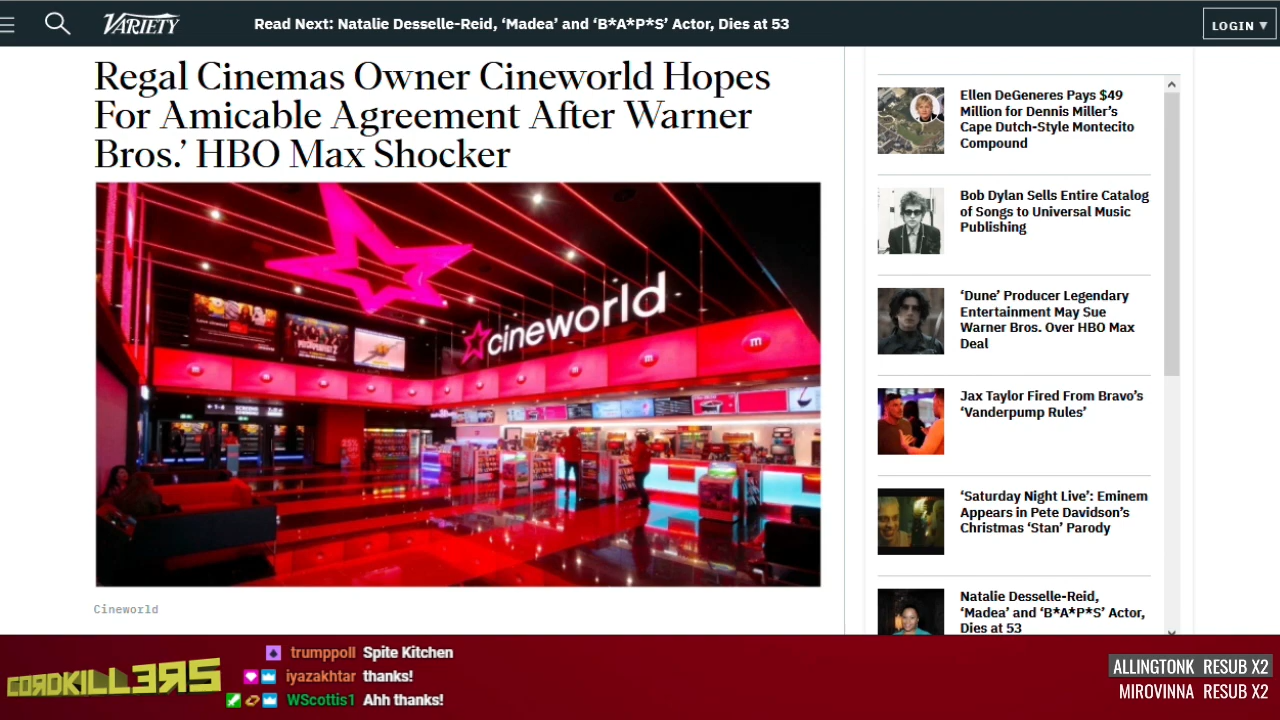 VARIETY
Read Next: Natalie Desselle-Reid, ‘Madea’ and ‘B*A*P*S’ Actor, Dies at 53
LOGIN ▼
Regal Cinemas Owner Cineworld Hopes
For Amicable Agreement After Warner
Bros.’ HBO Max Shocker
cineworld
m
m
m
Cineworld
Ellen DeGeneres Pays $49
Million for Dennis Miller’s
Cape Dutch-Style Montecito
Compound
Bob Dylan Sells Entire Catalog
of Songs to Universal Music
Publishing
‘Dune’ Producer Legendary
Entertainment May Sue
Warner Bros. Over HBO Max
Deal
Jax Taylor Fired From Bravo’s
‘Vanderpump Rules’
‘Saturday Night Live’: Eminem
Appears in Pete Davidson’s
Christmas ‘Stan’ Parody
Natalie Desselle-Reid,
‘Madea’ and ‘B*A*P*S’ Actor,
Dies at 53
CORDKILL3RS
trumppoll Spite Kitchen
iyazakhtar thanks!
WScottis1 Ahh thanks!
ALLINGTONK RESUB X2
MIROVINNA RESUB X2